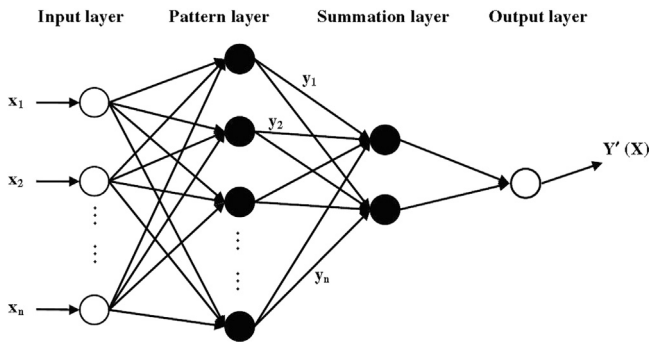 Input layer Pattern layer Summation layer Output layer
y1
x1
y2
Y′ (X)
x2
yn
xn